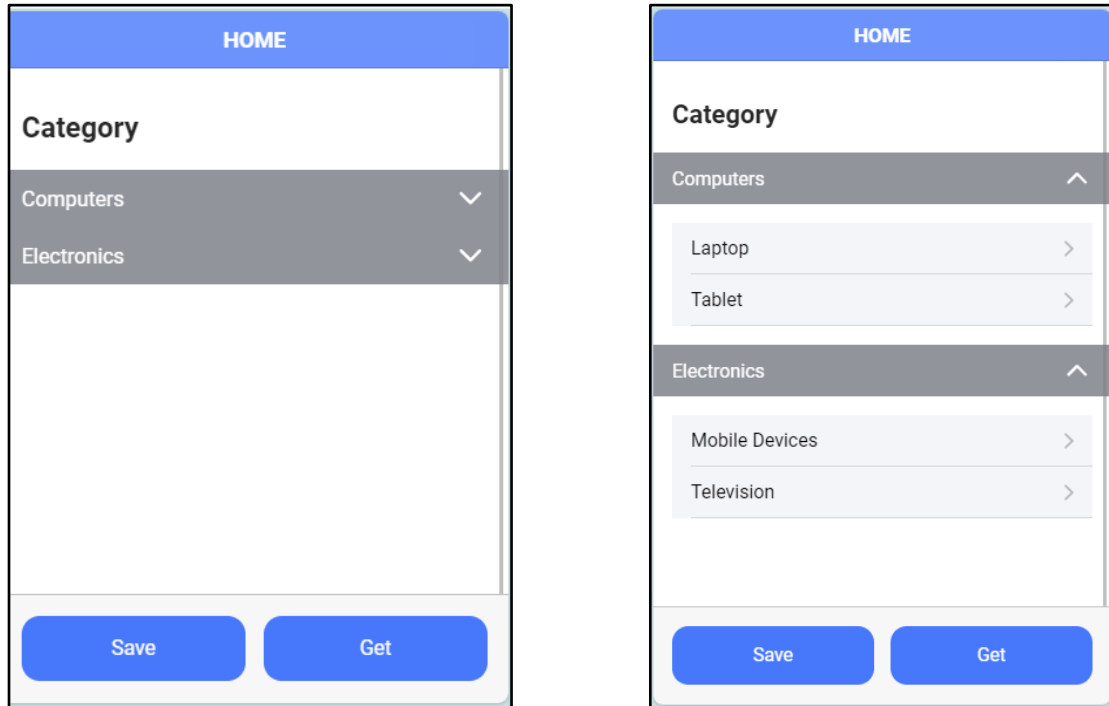 HOME
Category
Computers
Electronics
Save
Get
HOME
Category
Computers
Laptop
Tablet
Electronics
Mobile Devices
Television
Save
Get